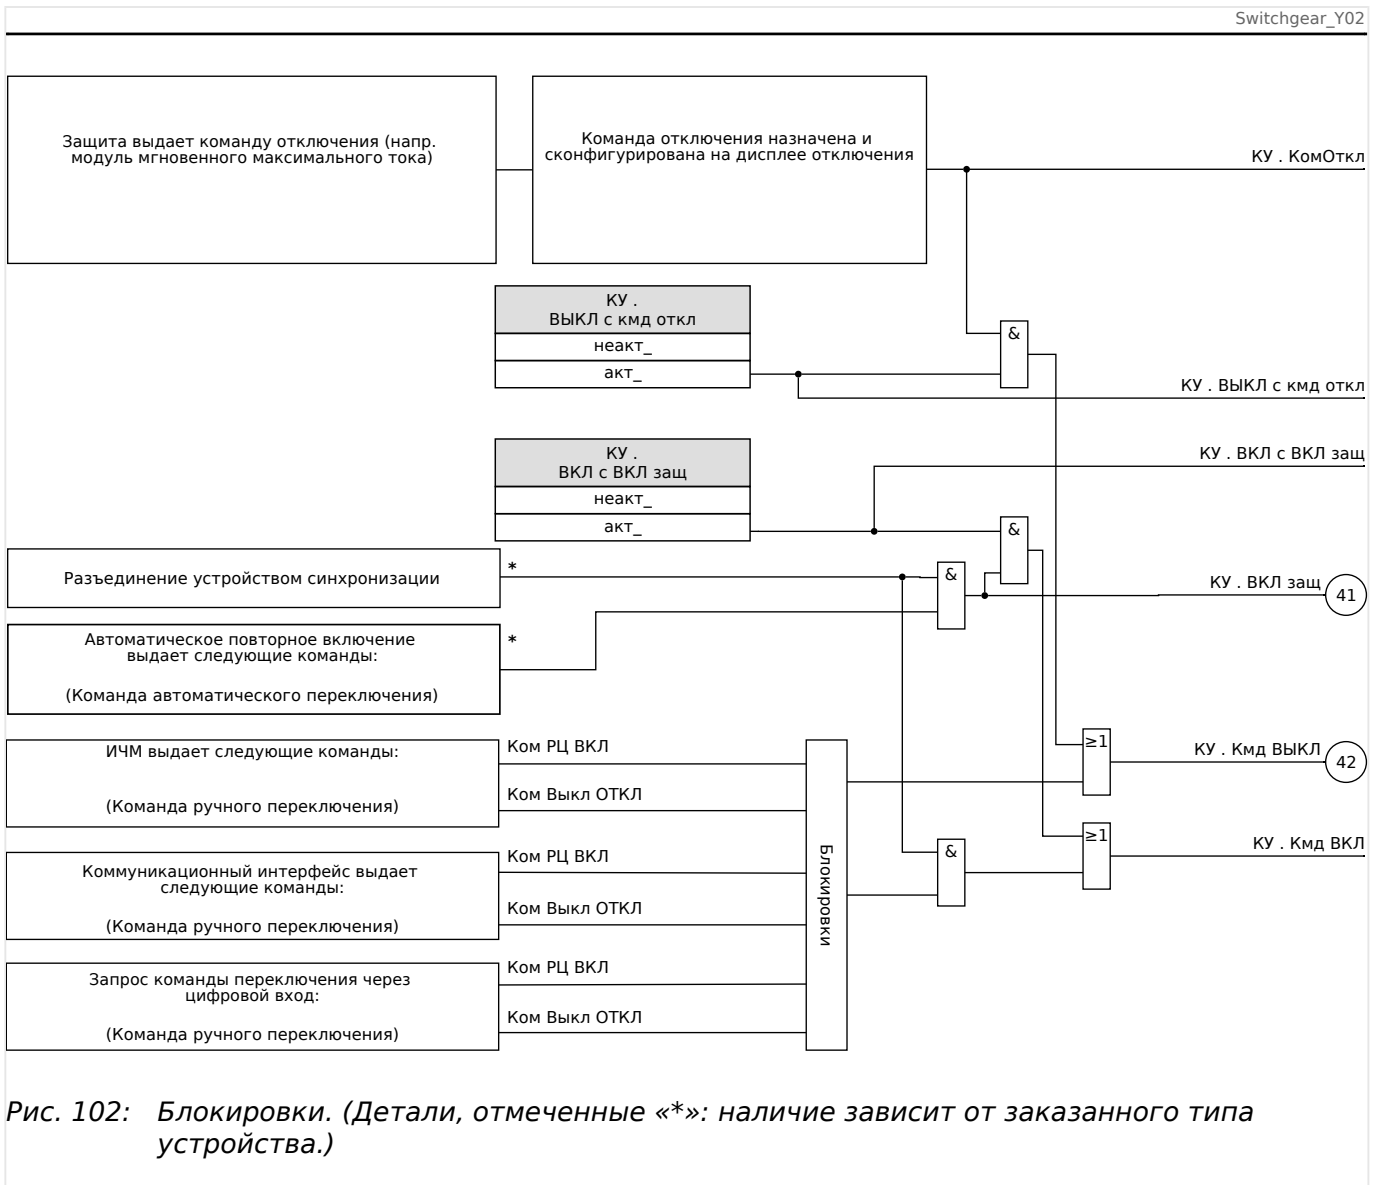 Switchgear_Y02
Защита выдает команду отключения (напр.
модуль мгновенного максимального тока)
Команда отключения назначена и
сконфигурирована на дисплее отключения
КУ . КомОткл
КУ .
ВЫКЛ с кмд откл
неакт_
акт_
&
КУ . ВЫКЛ с кмд откл
КУ .
ВКЛ с ВКЛ защ
неакт_
акт_
КУ . ВКЛ с ВКЛ защ
&
Разъединение устройством синхронизации
*
&
КУ . ВКЛ защ
41
Автоматическое повторное включение
выдает следующие команды:
(Команда автоматического переключения)
*
ИЧМ выдает следующие команды:
(Команда ручного переключения)
Ком РЦ ВКЛ
Ком Выкл ОТКЛ
≥1
КУ . Кмд ВЫКЛ
42
Коммуникационный интерфейс выдает
следующие команды:
(Команда ручного переключения)
Ком РЦ ВКЛ
Ком Выкл ОТКЛ
Блокировки
&
≥1
КУ . Кмд ВКЛ
Запрос команды переключения через
цифровой вход:
(Команда ручного переключения)
Ком РЦ ВКЛ
Ком Выкл ОТКЛ
Рис. 102: Блокировки. (Детали, отмеченные «*»: наличие зависит от заказанного типа
устройства.)